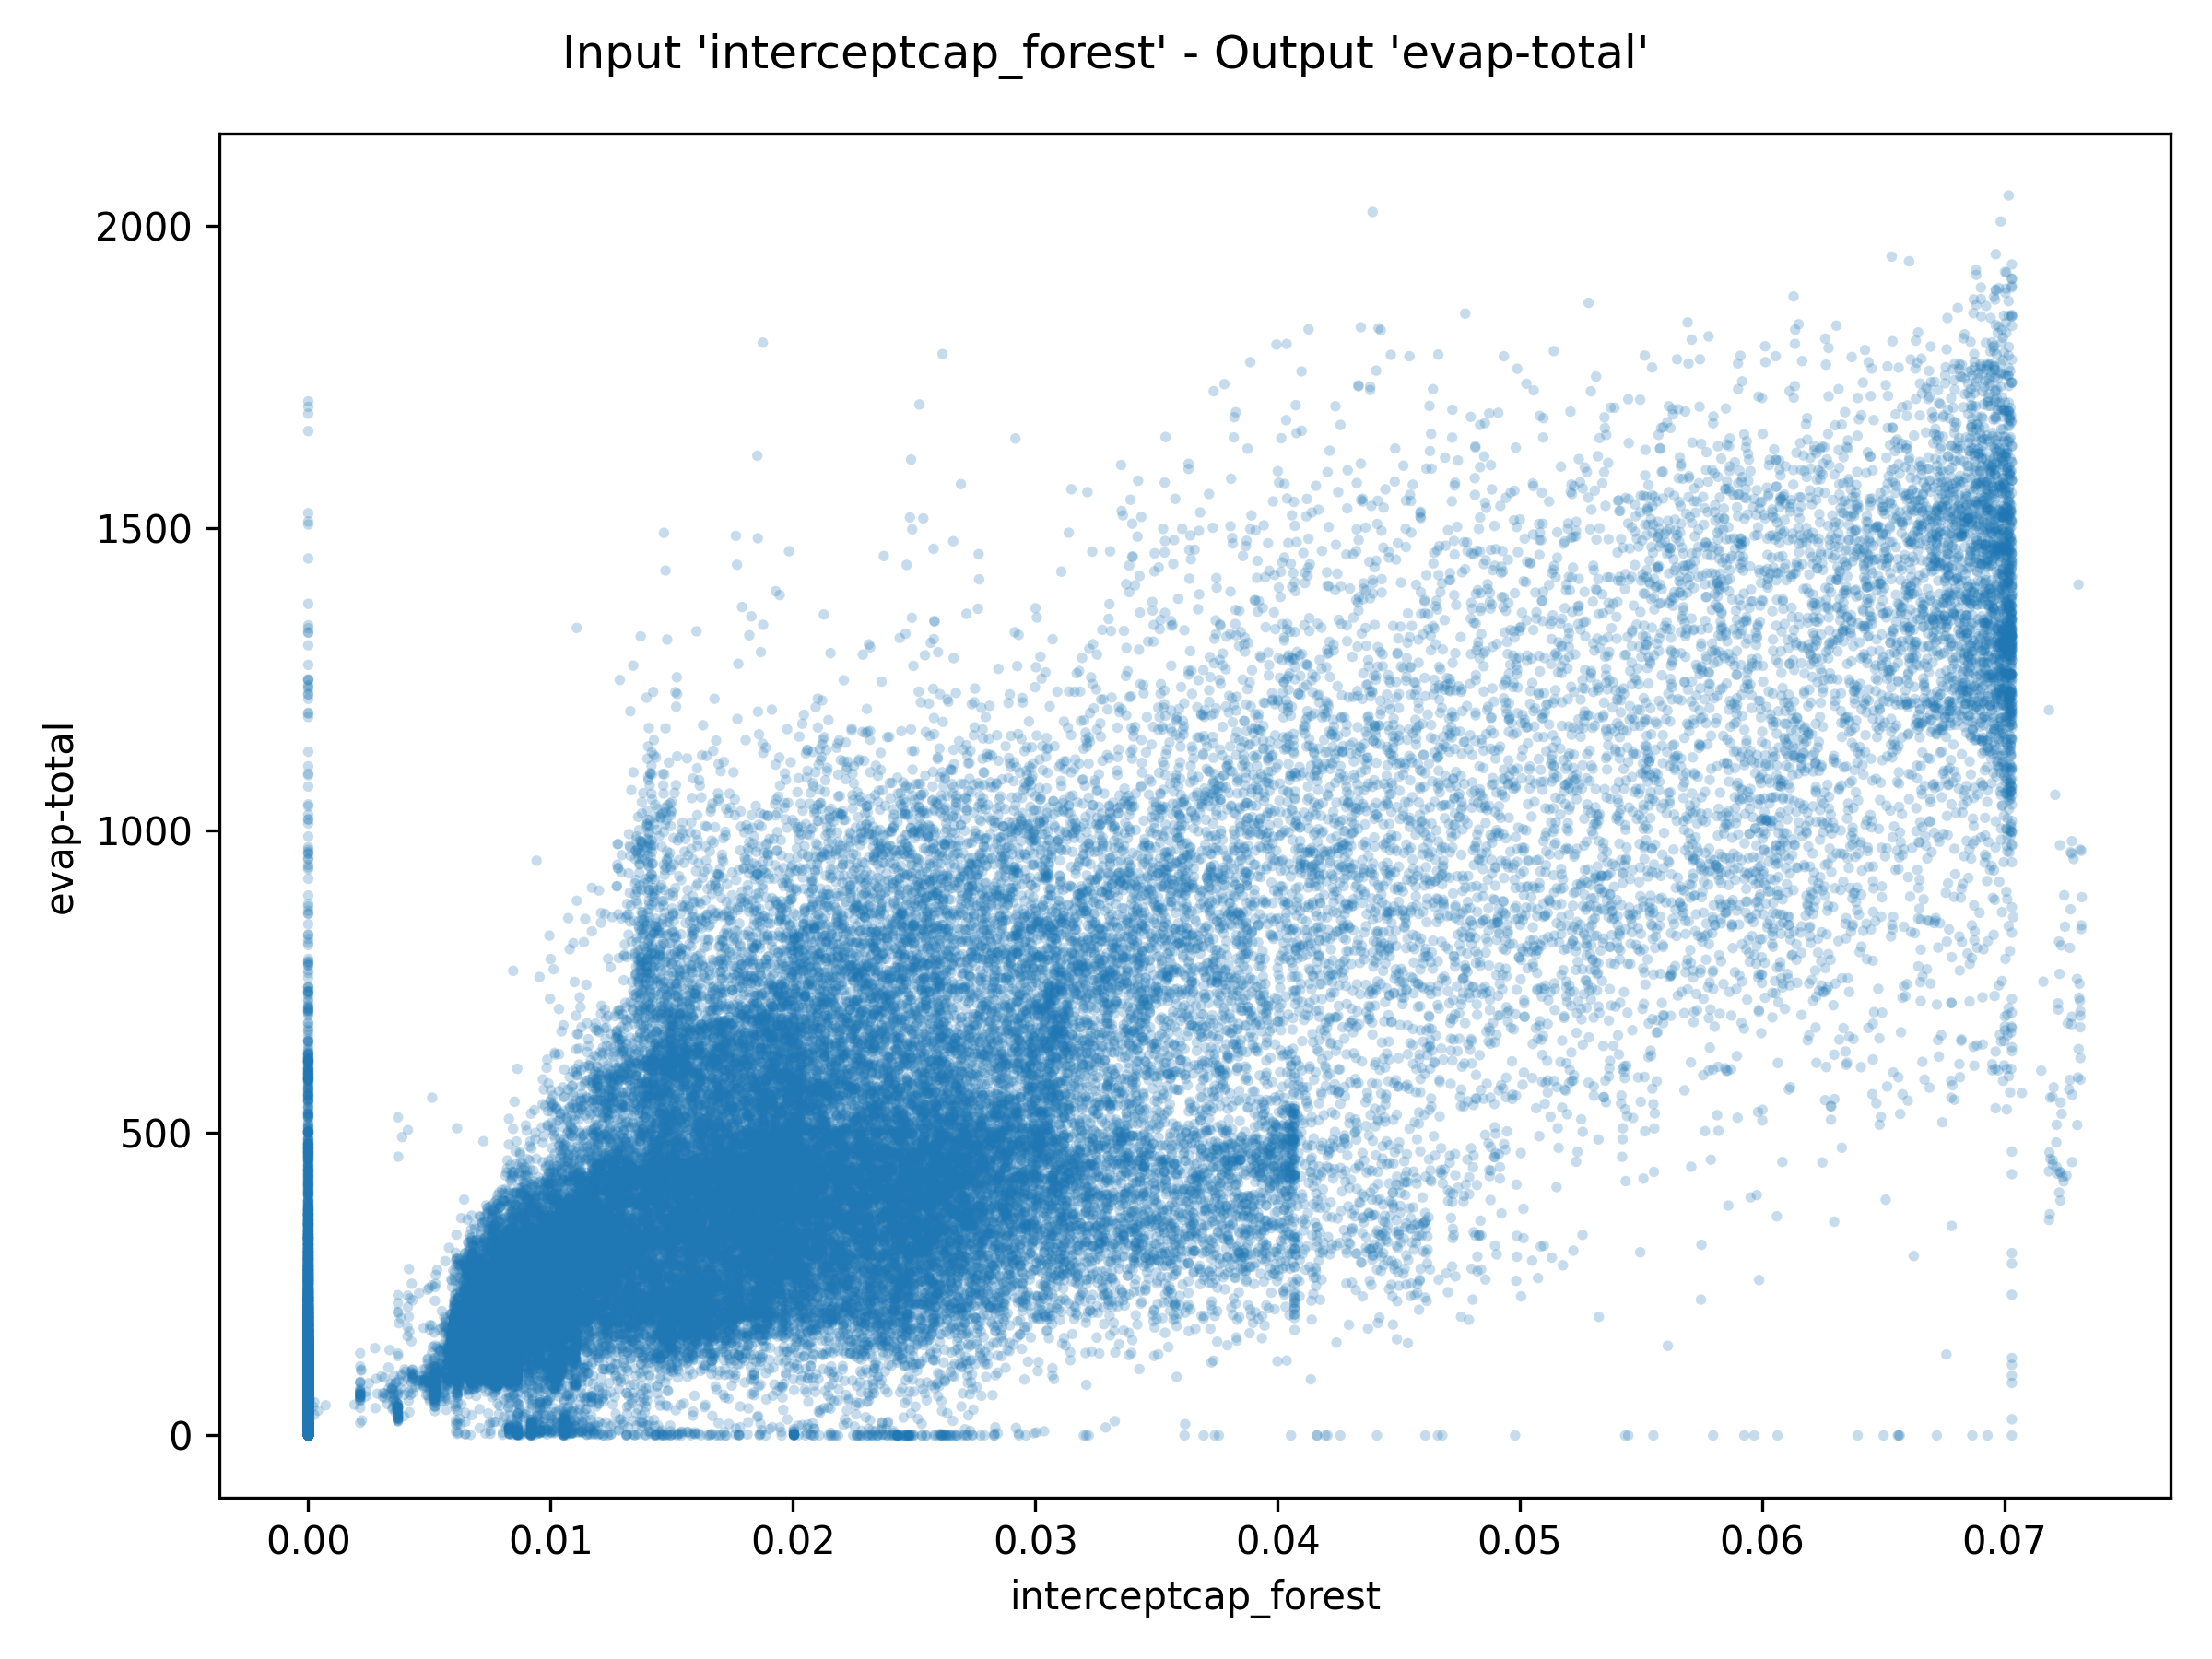 Input 'interceptcap_forest' - Output 'evap-total'
2000
1500
1000
500
0
evap-total
0.00 0.01 0.02 0.03 0.04 0.05 0.06 0.07
interceptcap_forest